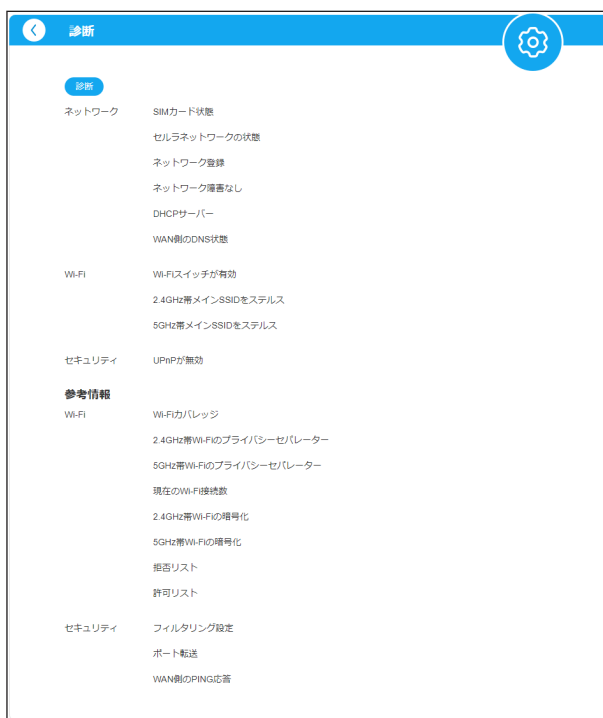 診断
診断
ネットワーク SIMカード状態
セルラネットワークの状態
ネットワーク登録
ネットワーク障害なし
DHCPサーバー
WAN側のDNS状態
Wi-Fi Wi-Fiスイッチが有効
2.4GHz帯メインSSIDをステルス
5GHz帯メインSSIDをステルス
セキュリティ UPnPが無効
参考情報
Wi-Fi Wi-Fiカバレッジ
2.4GHz帯Wi-Fiのプライバシーセパレーター
5GHz帯Wi-Fiのプライバシーセパレーター
現在のWi-Fi接続数
2.4GHz帯Wi-Fiの暗号化
5GHz帯Wi-Fiの暗号化
拒否リスト
許可リスト
セキュリティ フィルタリング設定
ポート転送
WAN側のPING応答